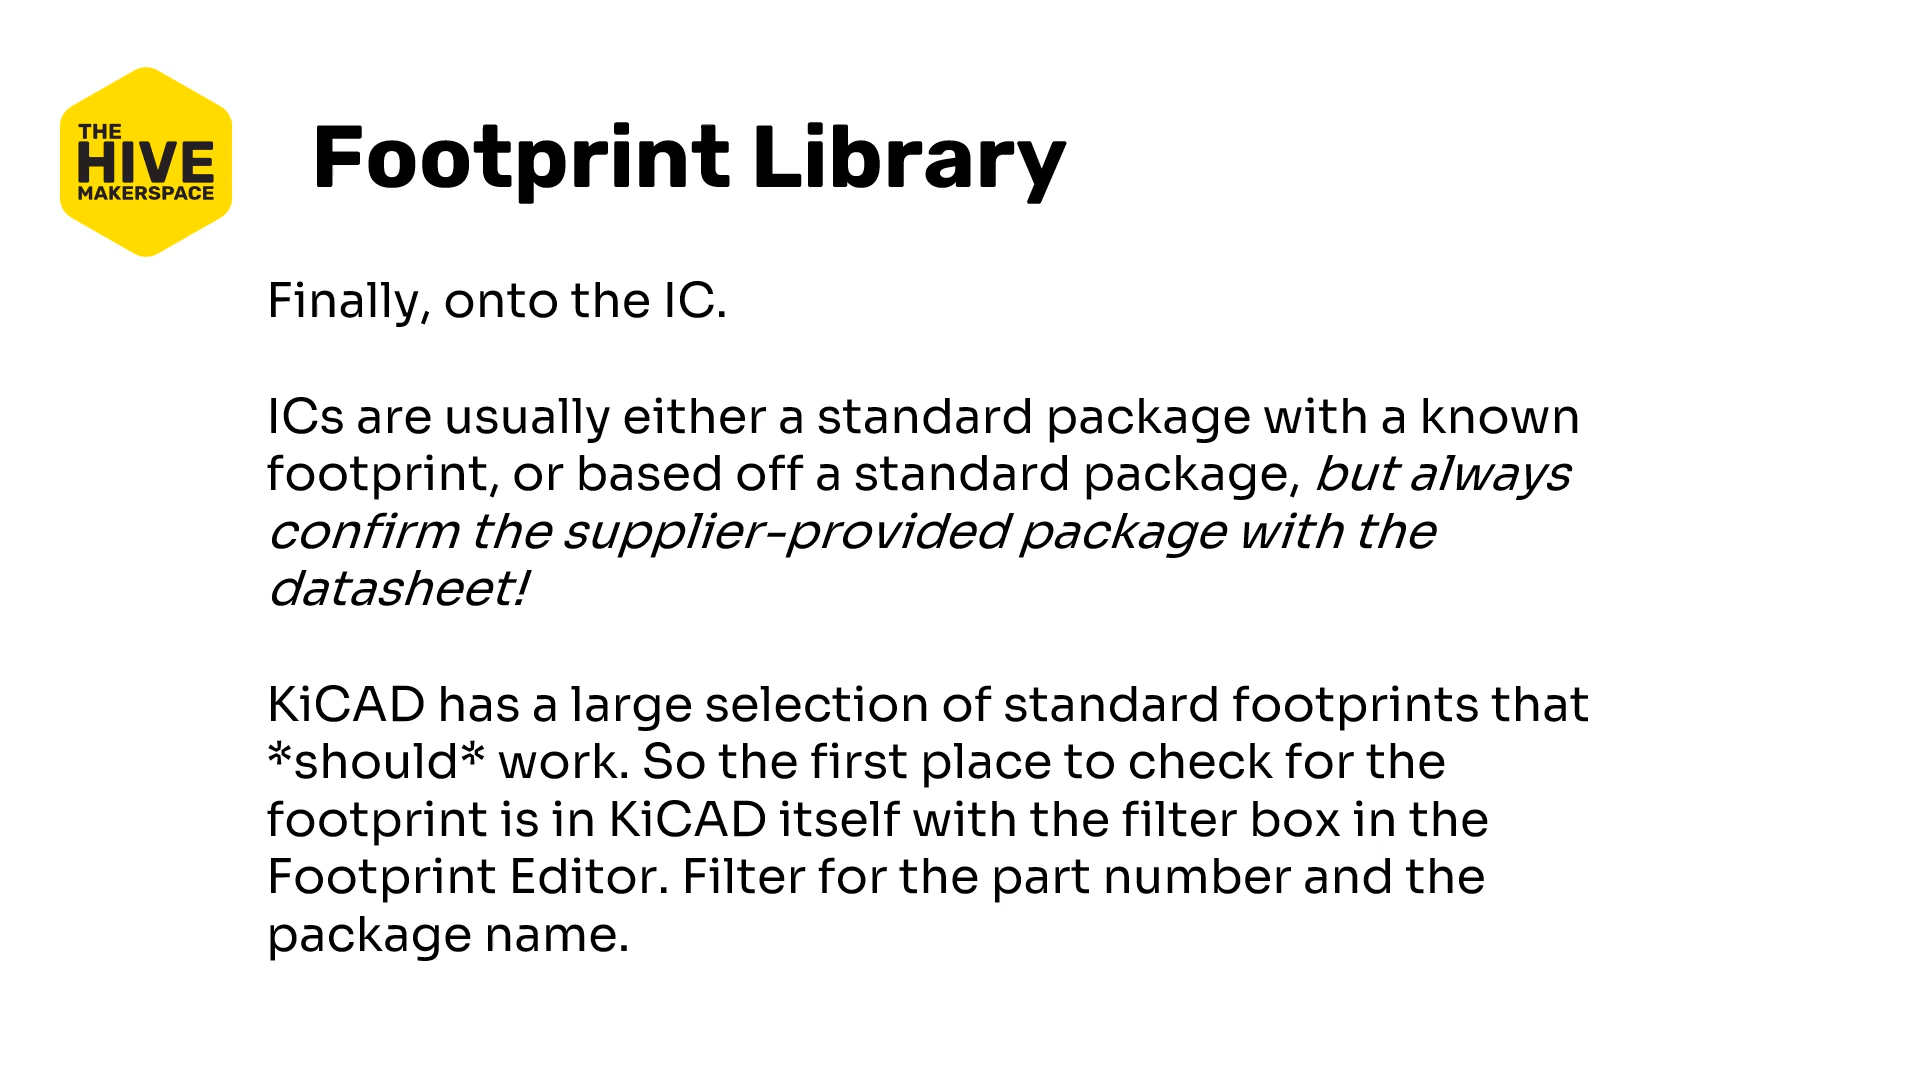 THE
HIVE
MAKERSPACE
Footprint Library
Finally, onto the IC.
ICs are usually either a standard package with a known
footprint, or based off a standard package, but always
confirm the supplier-provided package with the
datasheet!
KiCAD has a large selection of standard footprints that
*should* work. So the first place to check for the
footprint is in KiCAD itself with the filter box in the
Footprint Editor. Filter for the part number and the
package name.